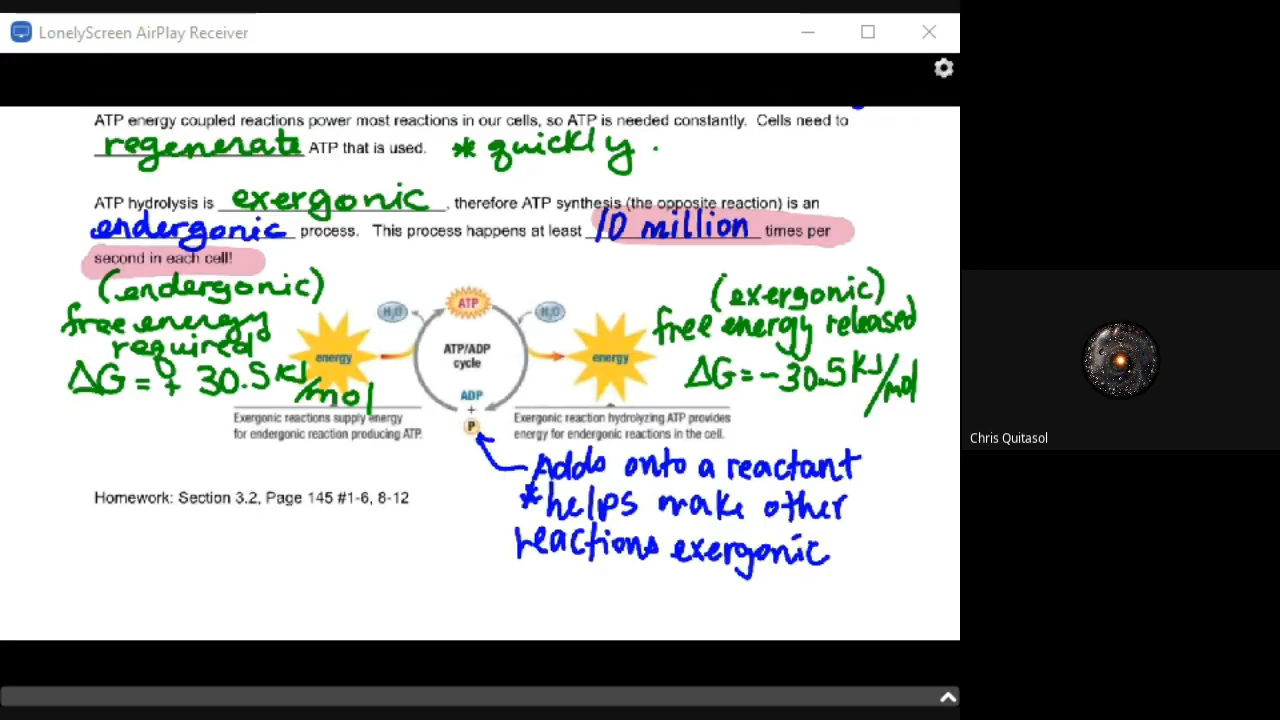 LonelyScreen AirPlay Receiver
ATP energy coupled reactions power most reactions in our cells, so ATP is needed constantly. Cells need to
regenerate ATP that is used. * quickly.
ATP hydrolysis is exergonic, therefore ATP synthesis (the opposite reaction) is an
endergonic process. This process happens at least 10 million times per
second in each cell!
(endergonic)
free energy
required
ΔG = + 30.5 KJ/mol
H₂O
ATP
H₂O
energy
ATP/ADP
cycle
energy
ADP
+
P
(exergonic)
free energy released
ΔG = -30.5 KJ/mol
Exergonic reactions supply energy
for endergonic reaction producing ATP.
Exergonic reaction hydrolyzing ATP provides
energy for endergonic reactions in the cell.
Adds onto a reactant
* helps make other
reactions exergonic
Homework: Section 3.2, Page 145 #1-6, 8-12
Chris Quitasol